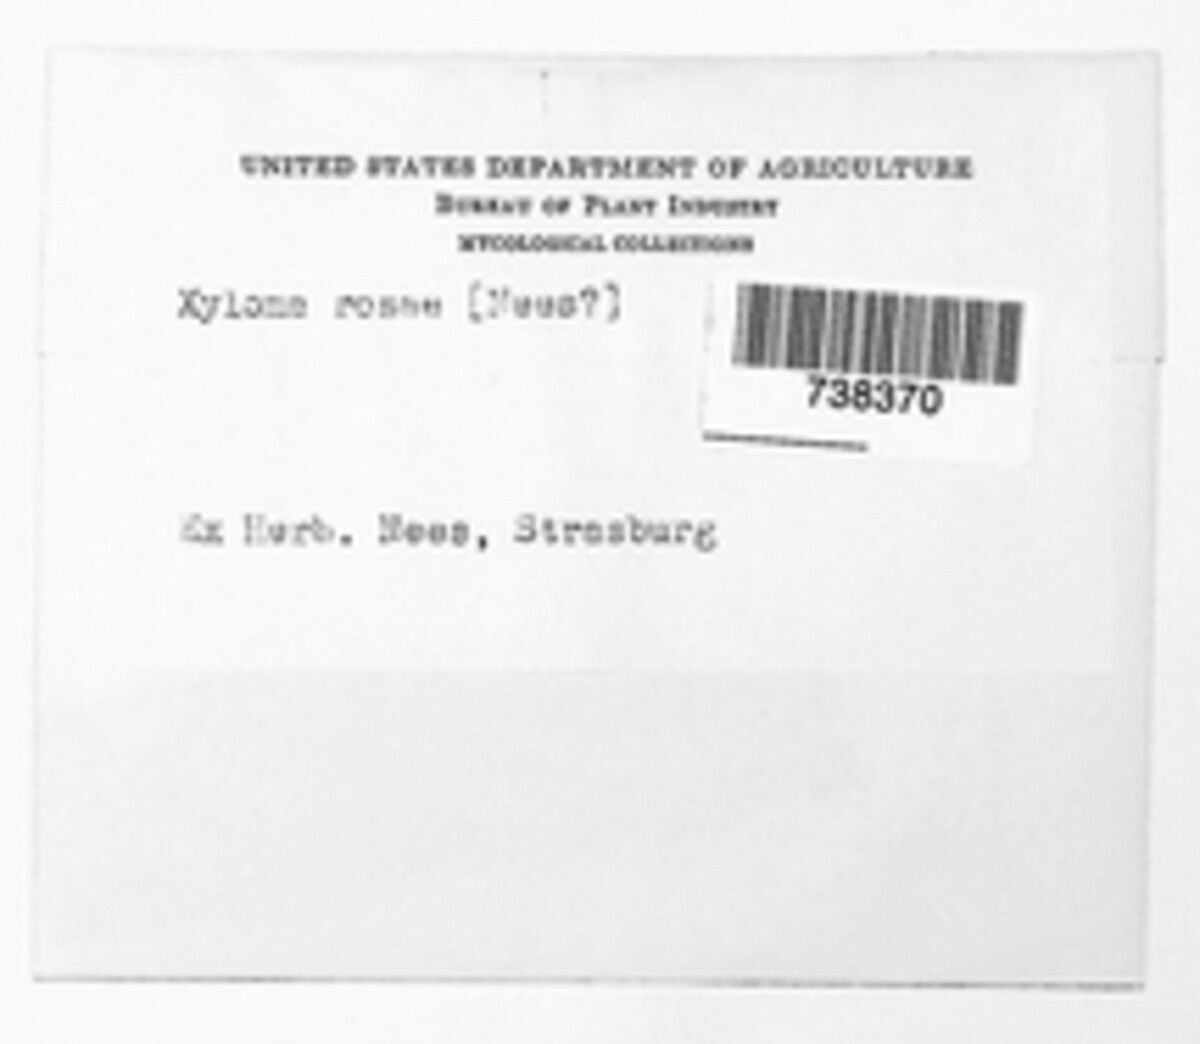 UNITED STATES DEPARTMENT OF AGRICULTURE
BUREAU OF PLANT INDUSTRY
MYCOLOGICAL COLLECTIONS
Xyloma rosae [Nees?]
738370
Ex Herb. Nees, Strasburg